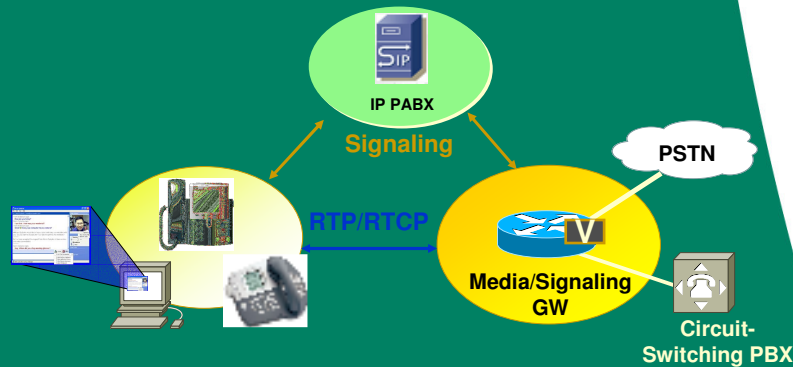 SIP
IP PABX
Signaling
PSTN
RTP/RTCP
V
Media/Signaling
GW
Circuit-
Switching PBX